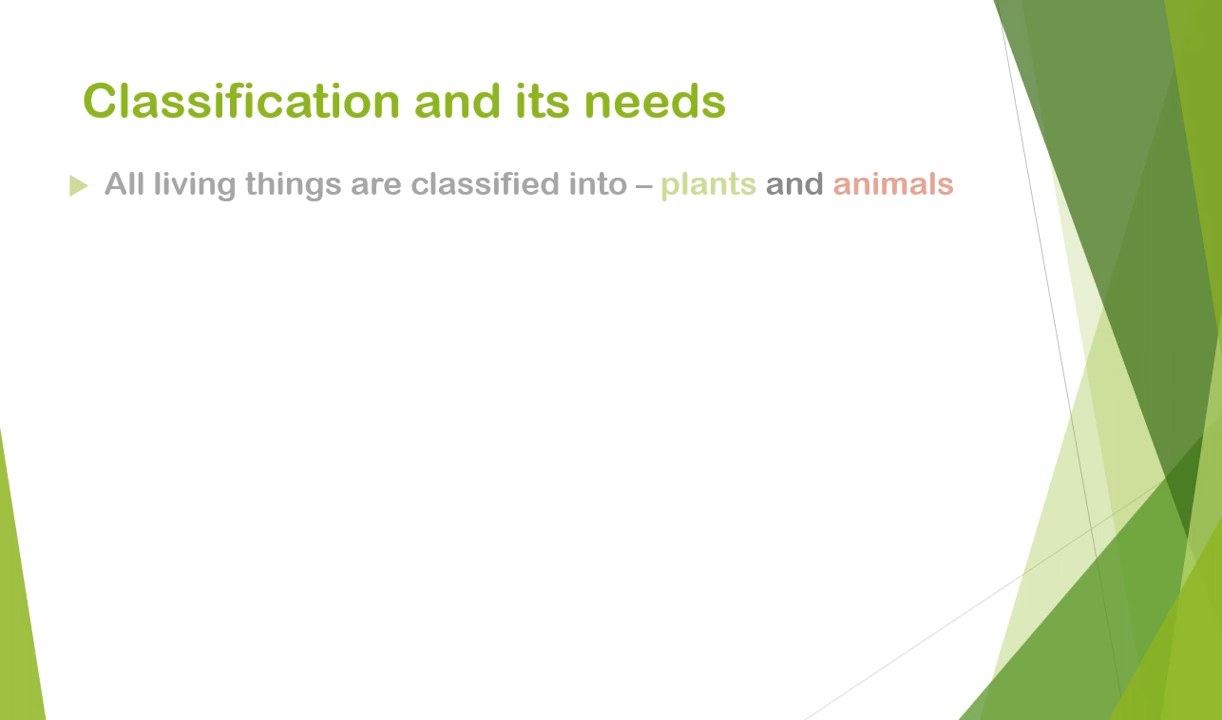 Classification and its needs
All living things are classified into – plants and animals